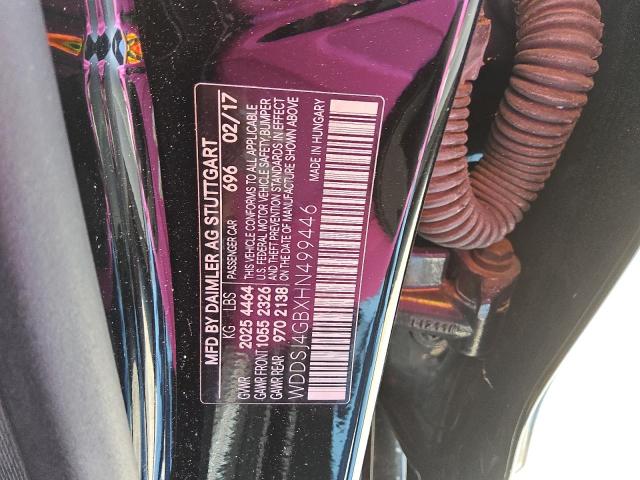 MFD BY DAIMLER AG STUTTGART
KG LBS PASSENGER CAR 696 02/17
GWR 2025 4464 THIS VEHICLE CONFORMS TO ALL APPLICABLE
GAWR FRONT 1055 2326 U.S. FEDERAL MOTOR VEHICLE SAFETY, BUMPER
GAWR REAR 970 2138 AND THEFT PREVENTION STANDARDS IN EFFECT
ON THE DATE OF MANUFACTURE SHOWN ABOVE
WDDSJ4GBXHN499446 MADE IN HUNGARY